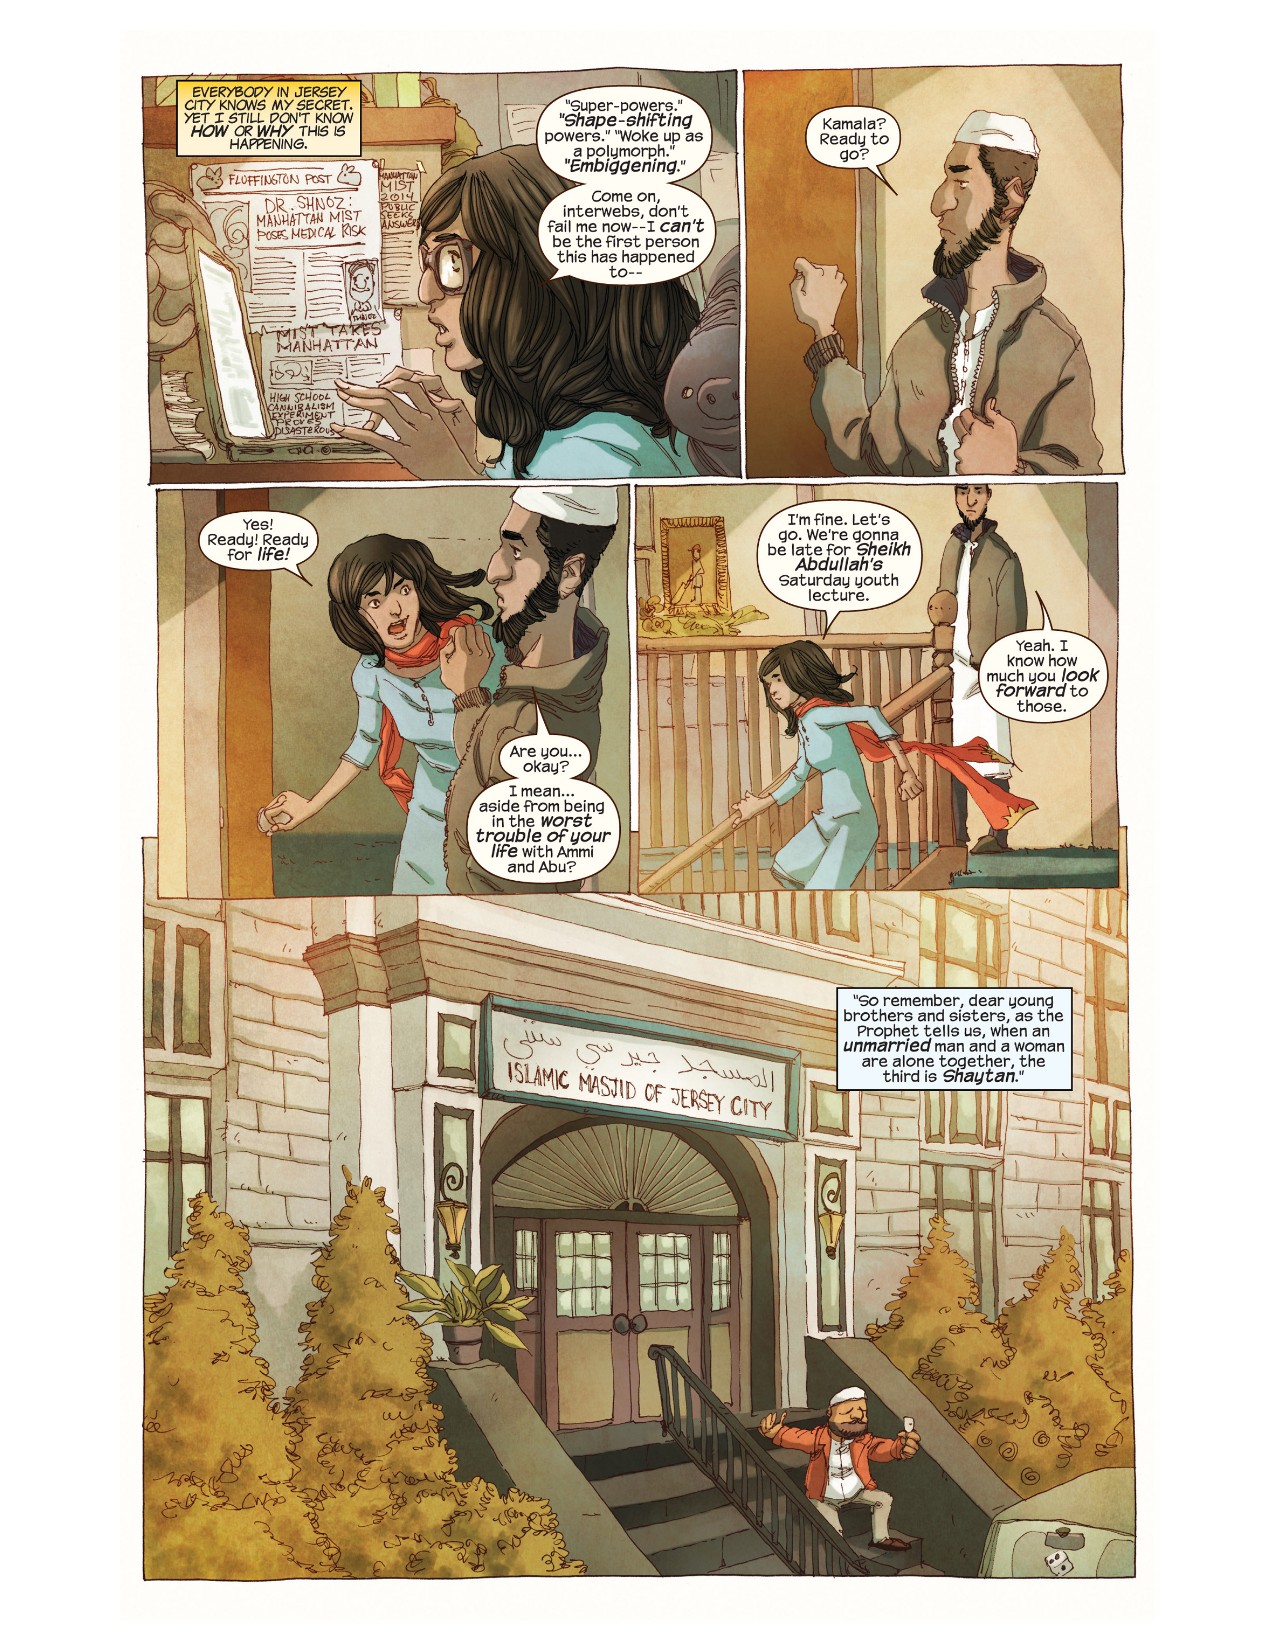 EVERYBODY IN JERSEY
CITY KNOWS MY SECRET.
YET I STILL DON'T KNOW
HOW OR WHY THIS IS
HAPPENING.
"Super-powers."
"Shape-shifting
powers." "Woke up as
a polymorph."
"Embiggening."
Come on,
interwebs, don't
fail me now--I can't
be the first person
this has happened
to--
FLOFFINGTON POST
DR. SHNOZ:
MANHATTAN MIST
POSES MEDICAL RISK
MANHATTAN
MIST
2014
PUBLIC
SEEKS
ANSWERS
SHNOZ
MIST TAKES
MANHATTAN
HIGH SCHOOL
CANNIBALISM
EXPERIMENT
PROVES
DISASTEROUS
Kamala?
Ready to
go?
Yes!
Ready! Ready
for life!
Are you...
okay?
I mean...
aside from being
in the worst
trouble of your
life with Ammi
and Abu?
I'm fine. Let's
go. We're gonna
be late for Sheikh
Abdullah's
Saturday youth
lecture.
Yeah. I
know how
much you look
forward to
those.
"So remember, dear young
brothers and sisters, as the
Prophet tells us, when an
unmarried man and a woman
are alone together, the
third is Shaytan."
المسجد جيرسي ستي
ISLAMIC MASJID OF JERSEY CITY